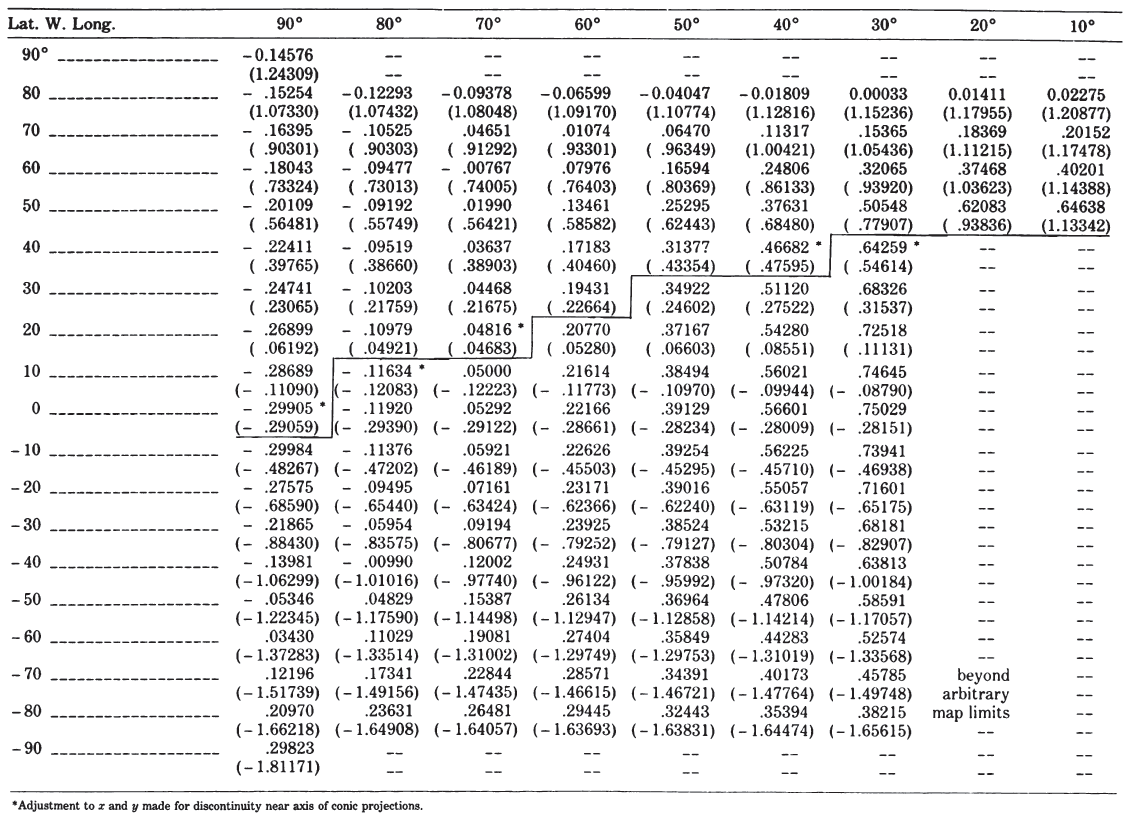 Lat. W. Long. 90° 80° 70° 60° 50° 40° 30° 20° 10°
90° -0.14576 -- -- -- -- -- -- -- --
(1.24309) -- -- -- -- -- -- -- --
80 - .15254 -0.12293 -0.09378 -0.06599 -0.04047 -0.01809 0.00033 0.01411 0.02275
(1.07330) (1.07432) (1.08048) (1.09170) (1.10774) (1.12816) (1.15236) (1.17955) (1.20877)
70 - .16395 - .10525 .04651 .01074 .06470 .11317 .15365 .18369 .20152
( .90301) ( .90303) ( .91292) ( .93301) ( .96349) (1.00421) (1.05436) (1.11215) (1.17478)
60 - .18043 - .09477 - .00767 .07976 .16594 .24806 .32065 .37468 .40201
( .73324) ( .73013) ( .74005) ( .76403) ( .80369) ( .86133) ( .93920) (1.03623) (1.14388)
50 - .20109 - .09192 .01990 .13461 .25295 .37631 .50548 .62083 .64638
( .56481) ( .55749) ( .56421) ( .58582) ( .62443) ( .68480) ( .77907) ( .93836) (1.13342)
40 - .22411 - .09519 .03637 .17183 .31377 .46682 * .64259 * -- --
( .39765) ( .38660) ( .38903) ( .40460) ( .43354) ( .47595) ( .54614) -- --
30 - .24741 - .10203 .04468 .19431 .34922 .51120 .68326 -- --
( .23065) ( .21759) ( .21675) ( .22664) ( .24602) ( .27522) ( .31537) -- --
20 - .26899 - .10979 .04816 * .20770 .37167 .54280 .72518 -- --
( .06192) ( .04921) ( .04683) ( .05280) ( .06603) ( .08551) ( .11131) -- --
10 - .28689 - .11634 * .05000 .21614 .38494 .56021 .74645 -- --
(- .11090) (- .12083) (- .12223) (- .11773) (- .10970) (- .09944) (- .08790) -- --
0 - .29905 * - .11920 .05292 .22166 .39129 .56601 .75029 -- --
(- .29059) (- .29390) (- .29122) (- .28661) (- .28234) (- .28009) (- .28151) -- --
-10 - .29984 - .11376 .05921 .22626 .39254 .56225 .73941 -- --
(- .48267) (- .47202) (- .46189) (- .45503) (- .45295) (- .45710) (- .46938) -- --
-20 - .27575 - .09495 .07161 .23171 .39016 .55057 .71601 -- --
(- .68590) (- .65440) (- .63424) (- .62366) (- .62240) (- .63119) (- .65175) -- --
-30 - .21865 - .05954 .09194 .23925 .38524 .53215 .68181 -- --
(- .88430) (- .83575) (- .80677) (- .79252) (- .79127) (- .80304) (- .82907) -- --
-40 - .13981 - .00990 .12002 .24931 .37838 .50784 .63813 -- --
(-1.06299) (-1.01016) (- .97740) (- .96122) (- .95992) (- .97320) (-1.00184) -- --
-50 - .05346 .04829 .15387 .26134 .36964 .47806 .58591 -- --
(-1.22345) (-1.17590) (-1.14498) (-1.12947) (-1.12858) (-1.14214) (-1.17057) -- --
-60 .03430 .11029 .19081 .27404 .35849 .44283 .52574 -- --
(-1.37283) (-1.33514) (-1.31002) (-1.29749) (-1.29753) (-1.31019) (-1.33568) -- --
-70 .12196 .17341 .22844 .28571 .34391 .40173 .45785 beyond --
(-1.51739) (-1.49156) (-1.47435) (-1.46615) (-1.46721) (-1.47764) (-1.49748) arbitrary --
-80 .20970 .23631 .26481 .29445 .32443 .35394 .38215 map limits --
(-1.66218) (-1.64908) (-1.64057) (-1.63693) (-1.63831) (-1.64474) (-1.65615) -- --
-90 .29823 -- -- -- -- -- -- -- --
(-1.81171) -- -- -- -- -- -- -- --
*Adjustment to x and y made for discontinuity near axis of conic projections.